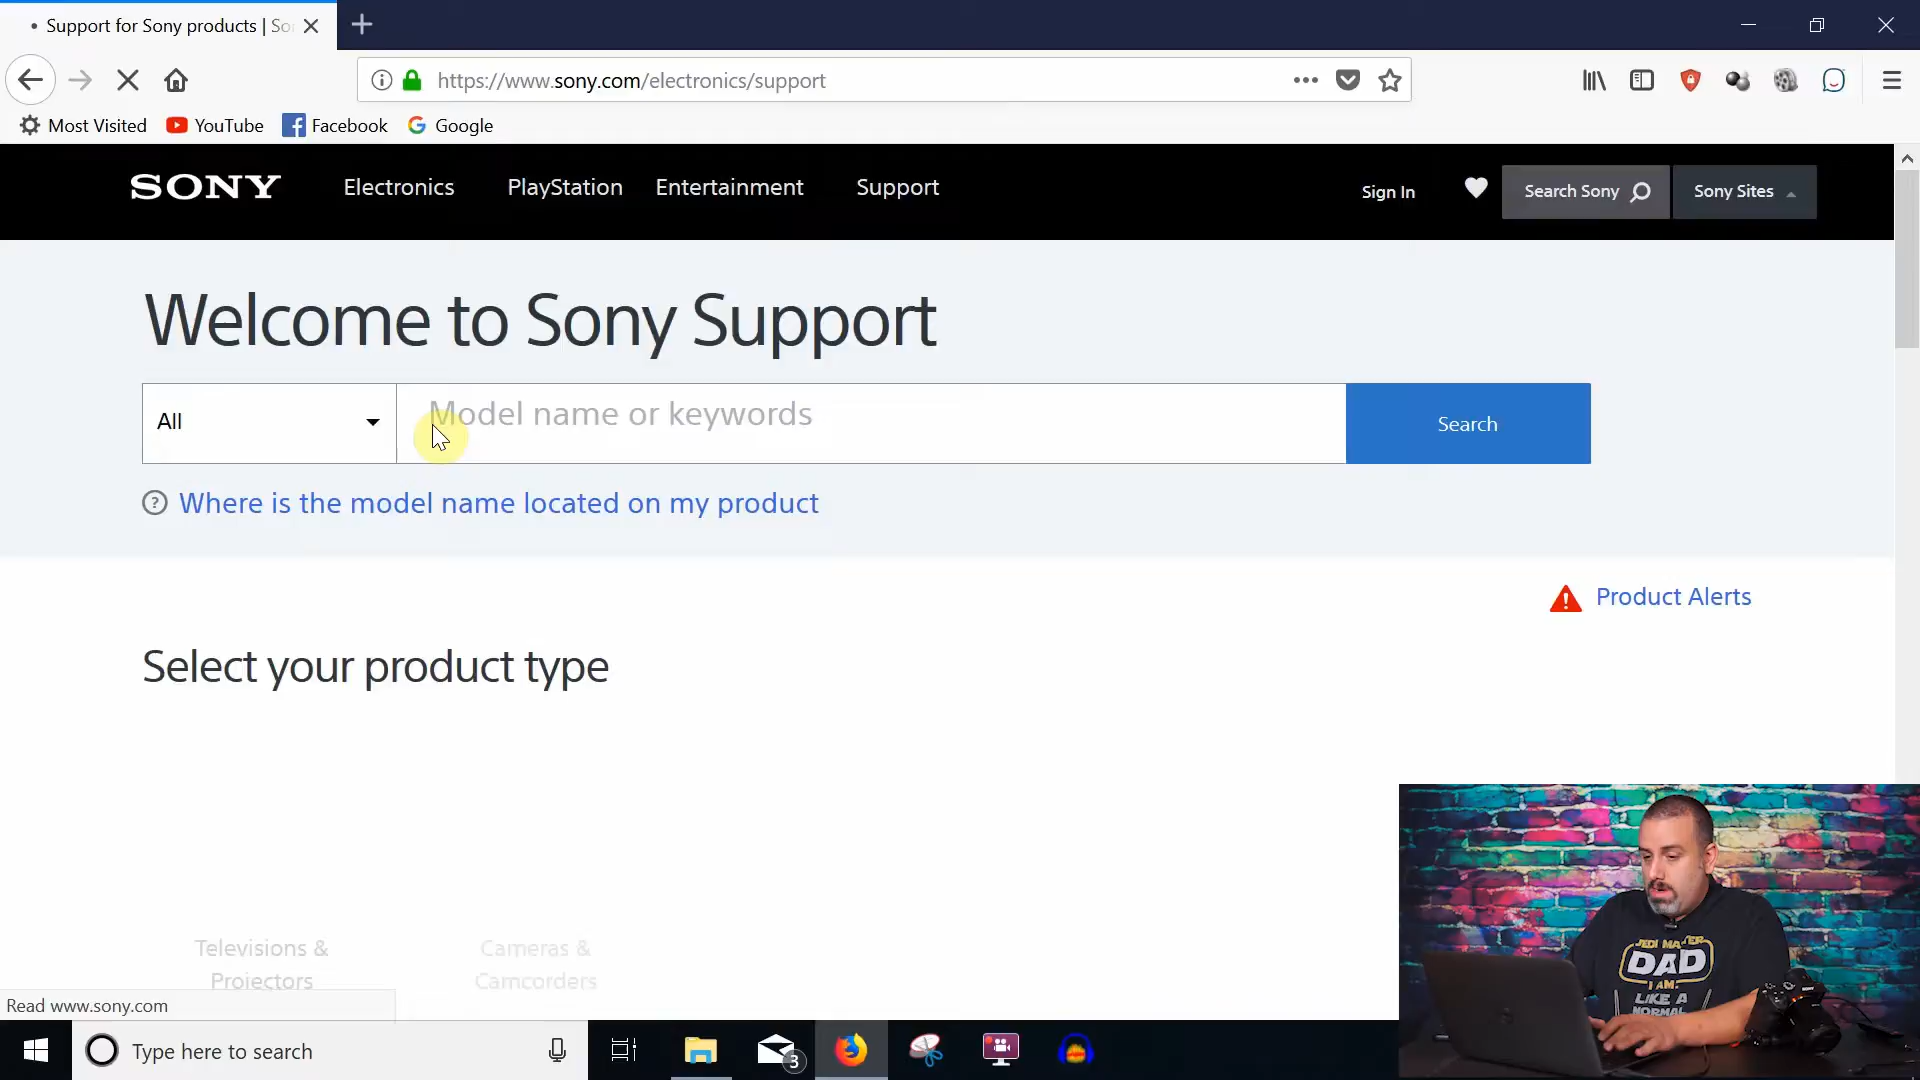 Support for Sony products | So
https://www.sony.com/electronics/support
Most Visited
YouTube
Facebook
Google
SONY
Electronics
PlayStation
Entertainment
Support
Sign In
Search Sony
Sony Sites
Welcome to Sony Support
All
Model name or keywords
Search
Where is the model name located on my product
Product Alerts
Select your product type
Televisions &
Projectors
Cameras &
Camcorders
Read www.sony.com
JEDI MASTER
DAD
I AM
LIKE A
NORMAL
Type here to search
3